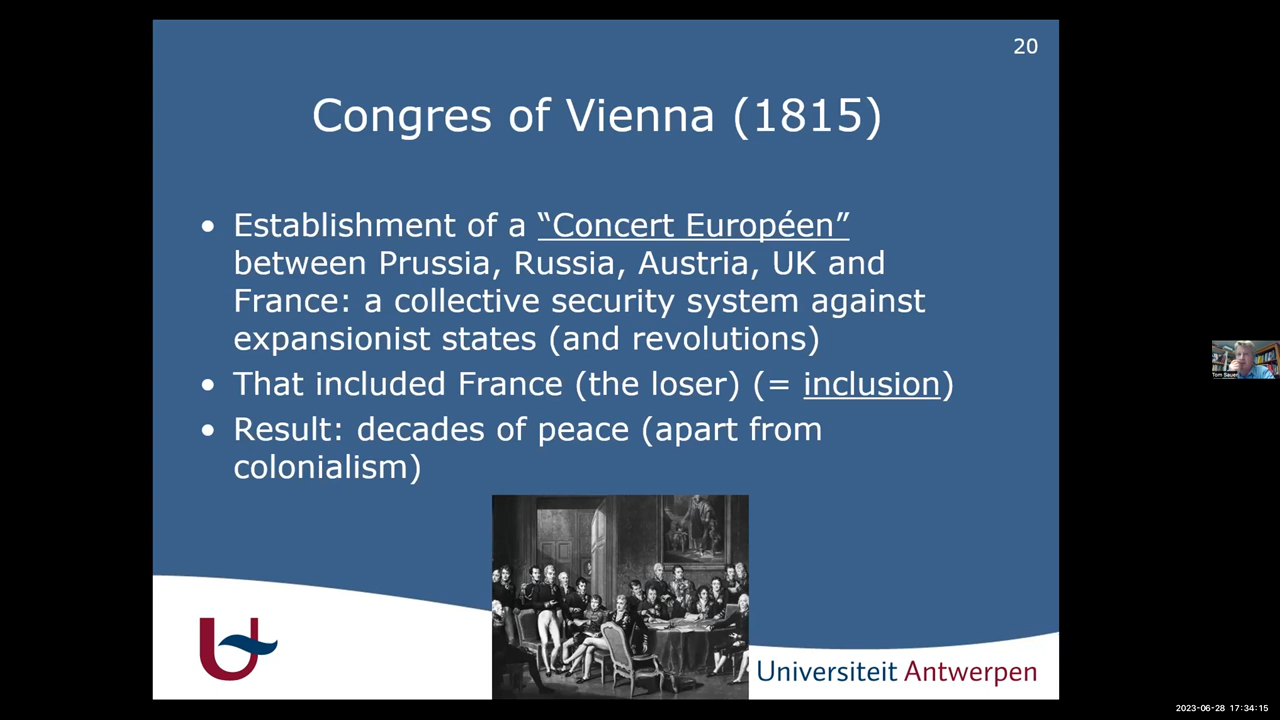 20
Congres of Vienna (1815)
• Establishment of a “Concert Européen”
between Prussia, Russia, Austria, UK and
France: a collective security system against
expansionist states (and revolutions)
• That included France (the loser) (= inclusion)
• Result: decades of peace (apart from
colonialism)
Universiteit Antwerpen
Tom Sauer
2023-06-28 17:34:15